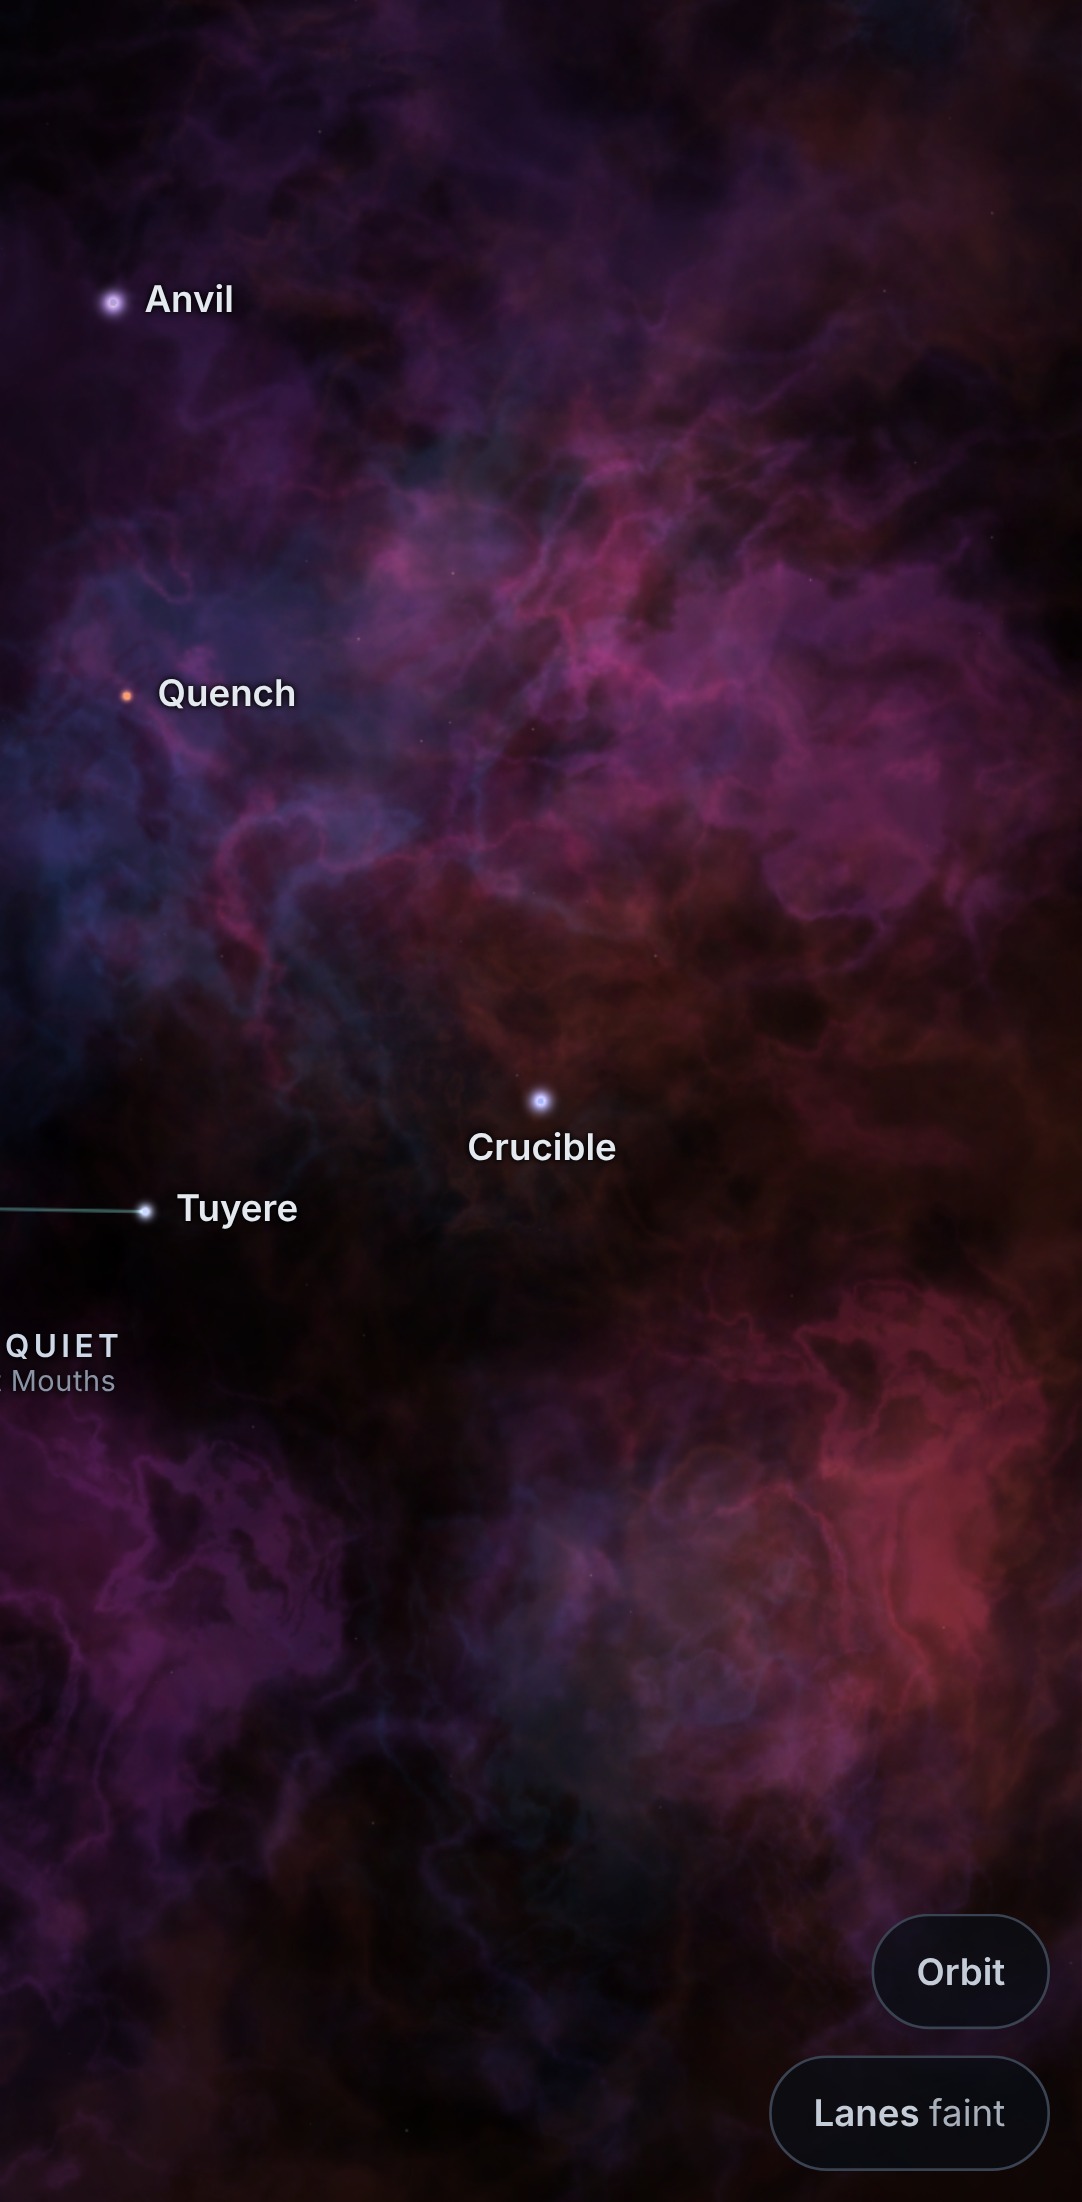 Anvil
Quench
Crucible
Tuyere
QUIET
Mouths
Orbit
Lanes faint